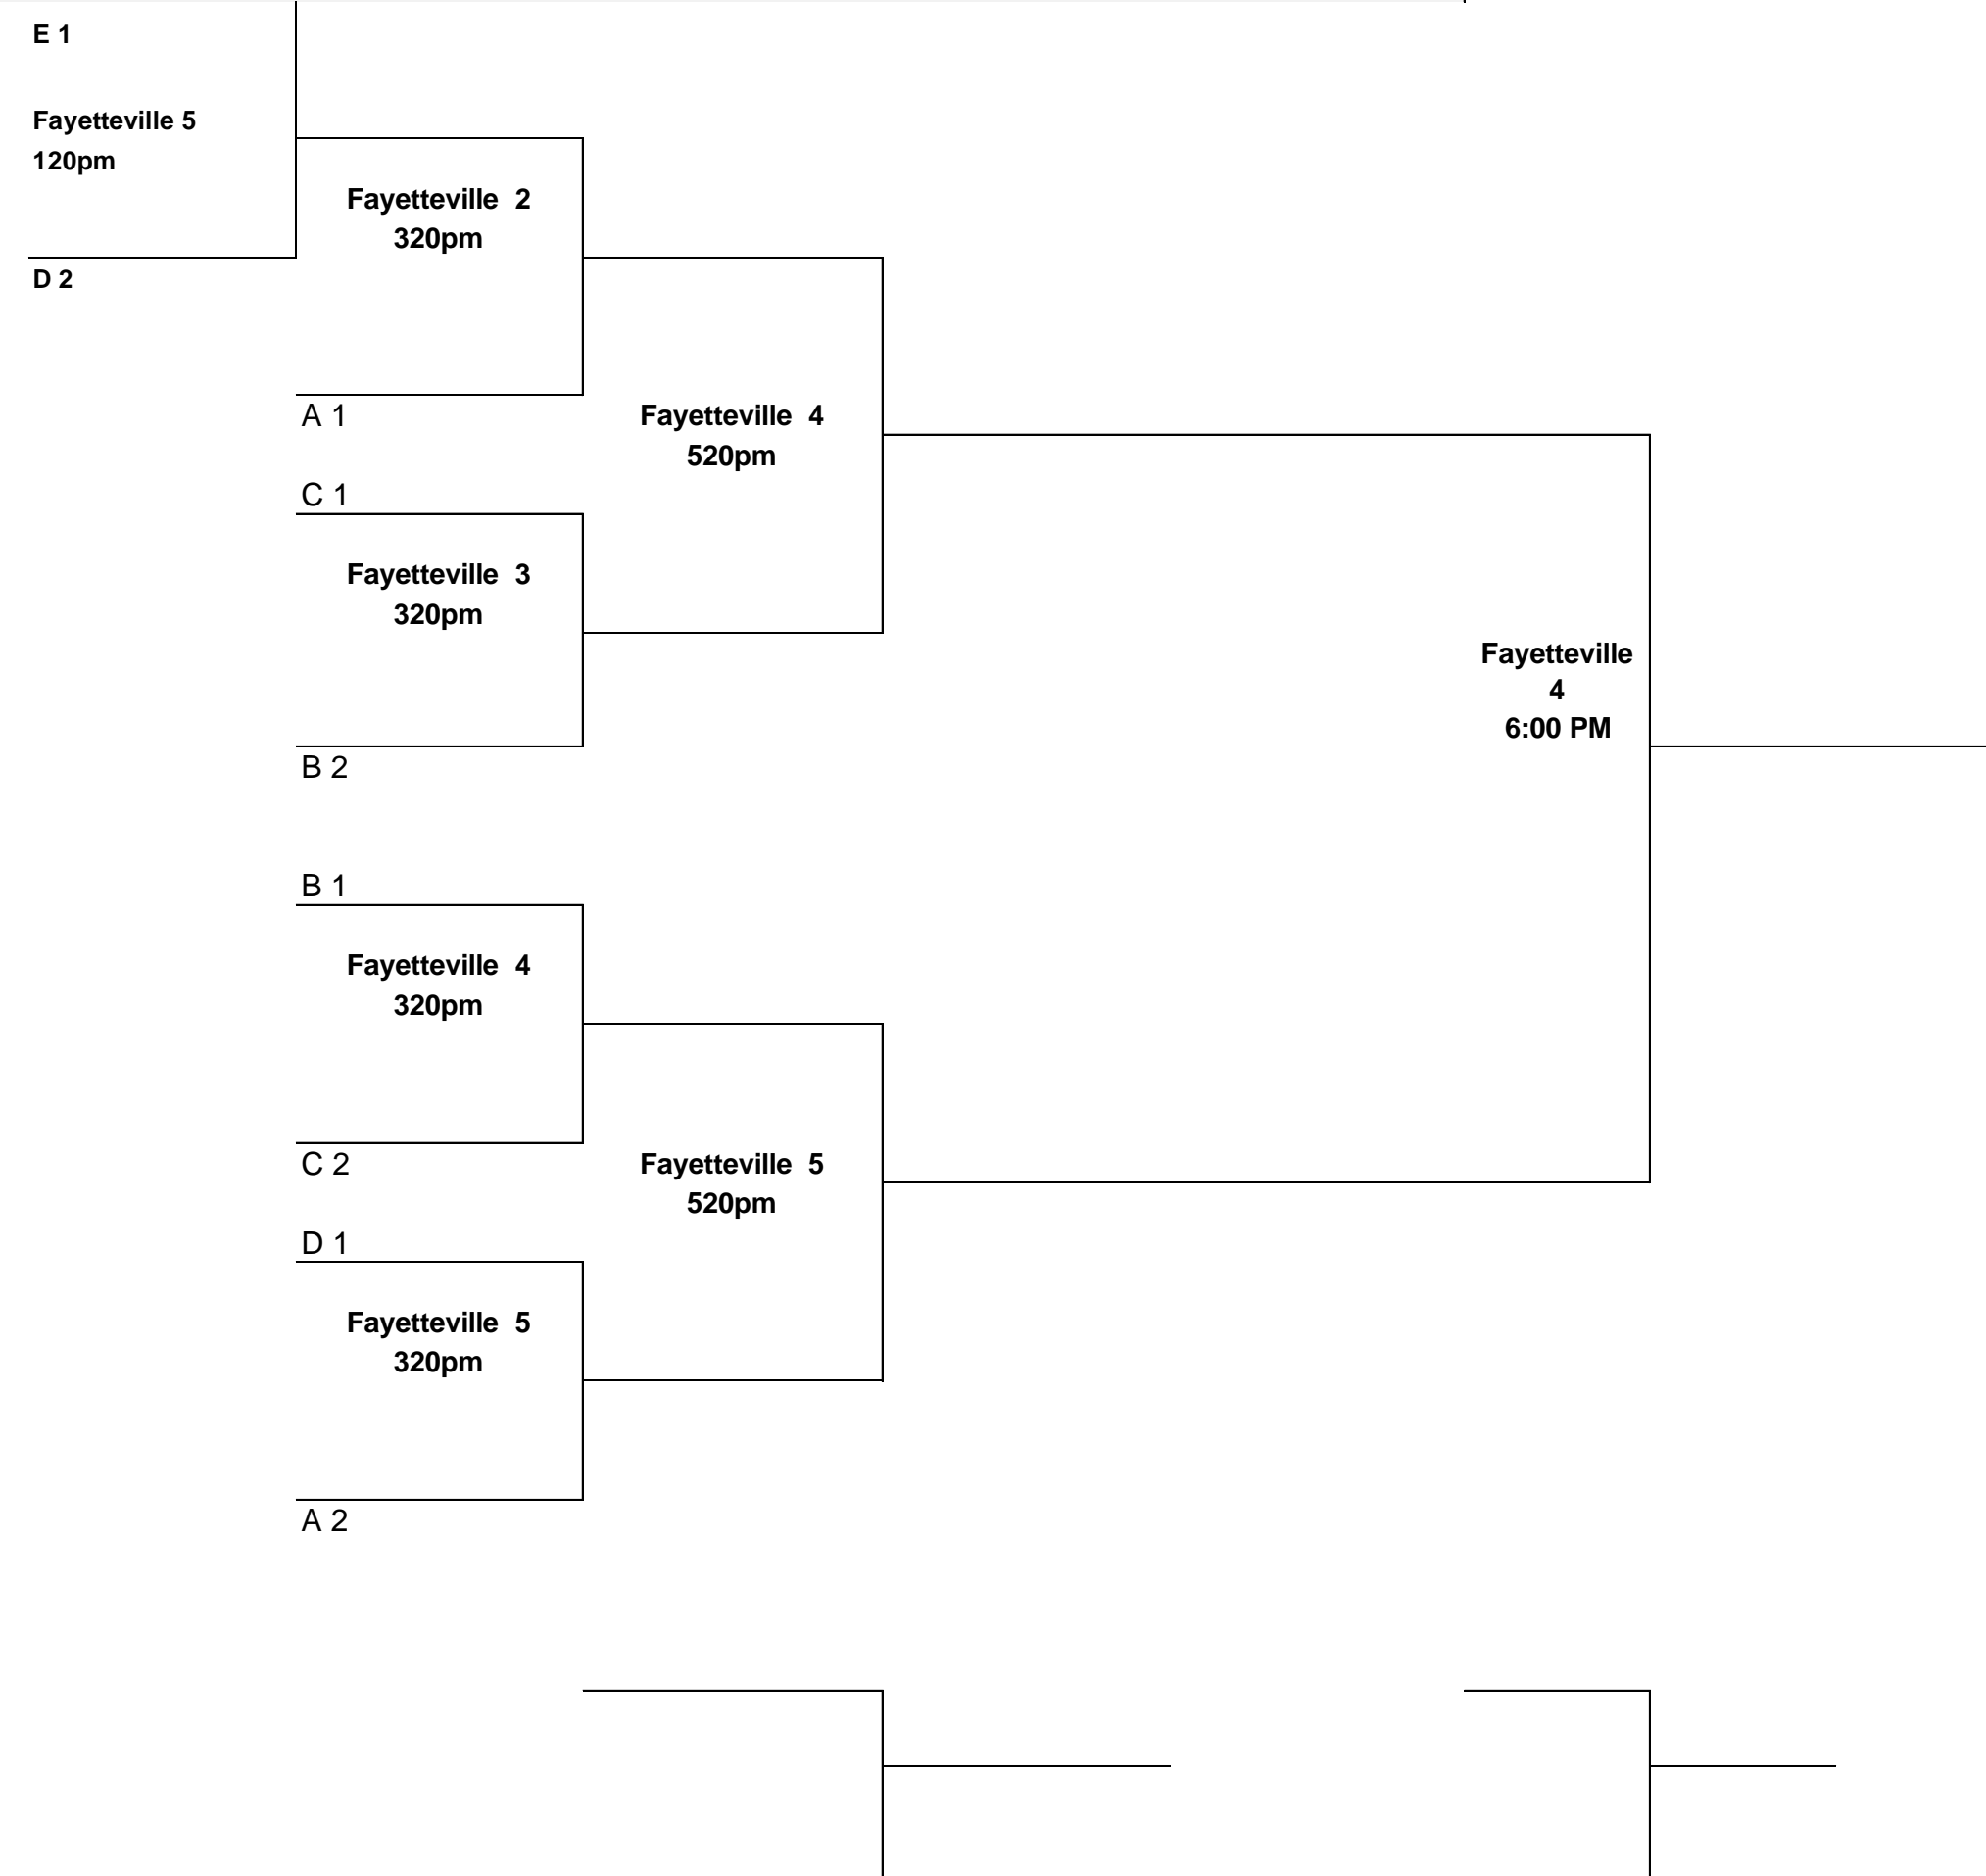 E 1
Fayetteville 5
120pm
Fayetteville 2
320pm
D 2
A 1
Fayetteville 4
520pm
C 1
Fayetteville 3
320pm
Fayetteville
4
6:00 PM
B 2
B 1
Fayetteville 4
320pm
C 2
Fayetteville 5
520pm
D 1
Fayetteville 5
320pm
A 2